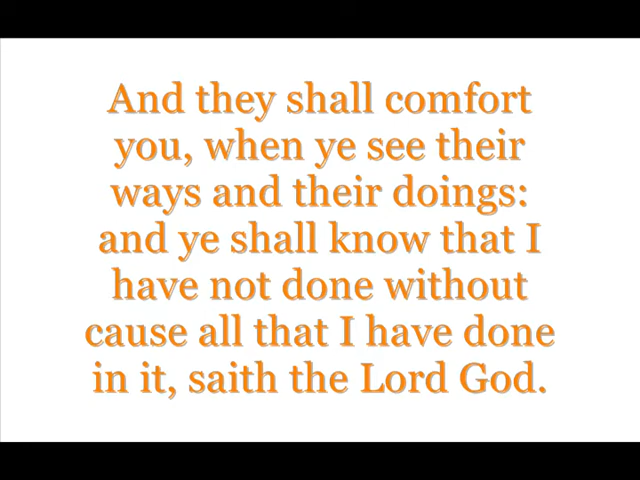 And they shall comfort
you, when ye see their
ways and their doings:
and ye shall know that I
have not done without
cause all that I have done
in it, saith the Lord God.